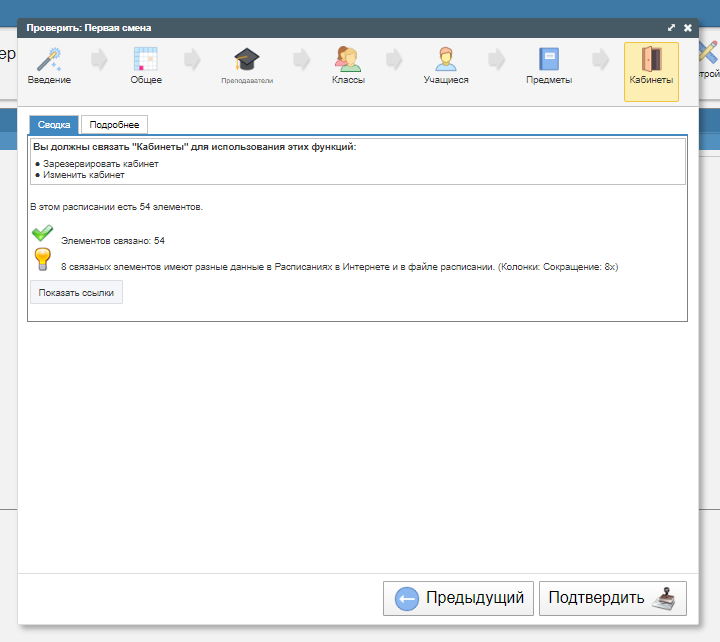 Проверить: Первая смена
ер
Введение
Общее
Преподаватели
Классы
Учащиеся
Предметы
Кабинеты
трой
Сводка
Подробнее
Вы должны связать "Кабинеты" для использования этих функций:
● Зарезервировать кабинет
● Изменить кабинет
В этом расписании есть 54 элементов.
Элементов связано: 54
8 связаных элементов имеют разные данные в Расписаниях в Интернете и в файле расписании. (Колонки: Сокращение: 8x)
Показать ссылки
Предыдущий
Подтвердить